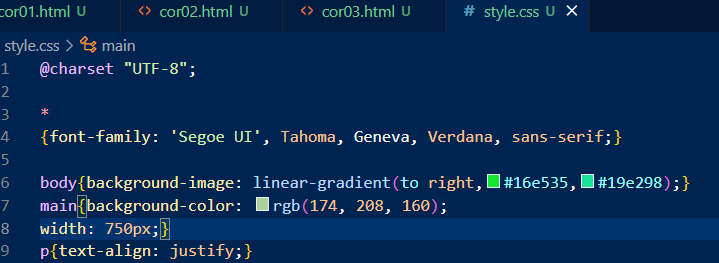 cor01.html U <> cor02.html U <> cor03.html U # style.css U ×
style.css > main
1 @charset "UTF-8";
2
3 *
4 {font-family: 'Segoe UI', Tahoma, Geneva, Verdana, sans-serif;}
5
6 body{background-image: linear-gradient(to right,#16e535,#19e298);}
7 main{background-color: rgb(174, 208, 160);
8 width: 750px;}
9 p{text-align: justify;}